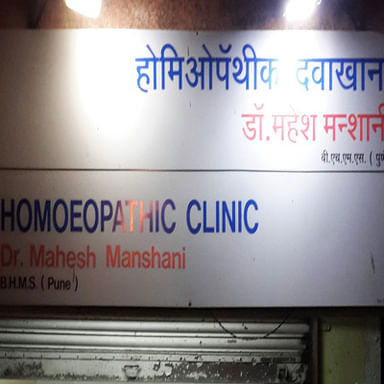 होमिओपॅथीक दवाखान
डॉ.महेश मन्शानी
बी.एच.एम.एस. ( पुणे
HOMOEOPATHIC CLINIC
Dr. Mahesh Manshani
B.H.M.S. ( Pune )